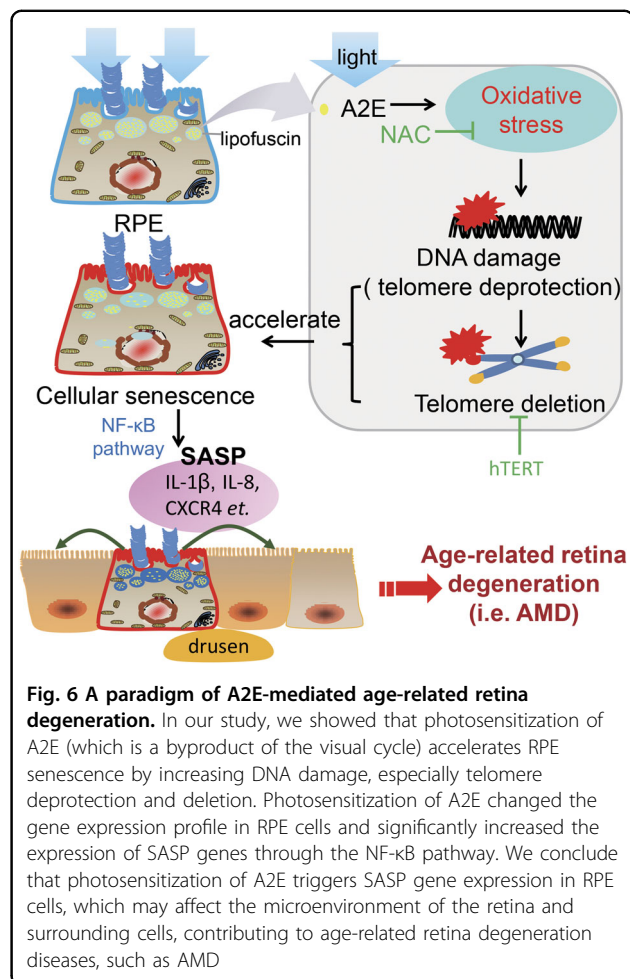 light
A2E
Oxidative
stress
NAC
lipofuscin
RPE
DNA damage
( telomere deprotection)
accelerate
Telomere deletion
hTERT
Cellular senescence
NF-κB
pathway
SASP
IL-1β, IL-8,
CXCR4 et.
drusen
Age-related retina
degeneration
(i.e. AMD)
Fig. 6 A paradigm of A2E-mediated age-related retina
degeneration. In our study, we showed that photosensitization of
A2E (which is a byproduct of the visual cycle) accelerates RPE
senescence by increasing DNA damage, especially telomere
deprotection and deletion. Photosensitization of A2E changed the
gene expression profile in RPE cells and significantly increased the
expression of SASP genes through the NF-κB pathway. We conclude
that photosensitization of A2E triggers SASP gene expression in RPE
cells, which may affect the microenvironment of the retina and
surrounding cells, contributing to age-related retina degeneration
diseases, such as AMD